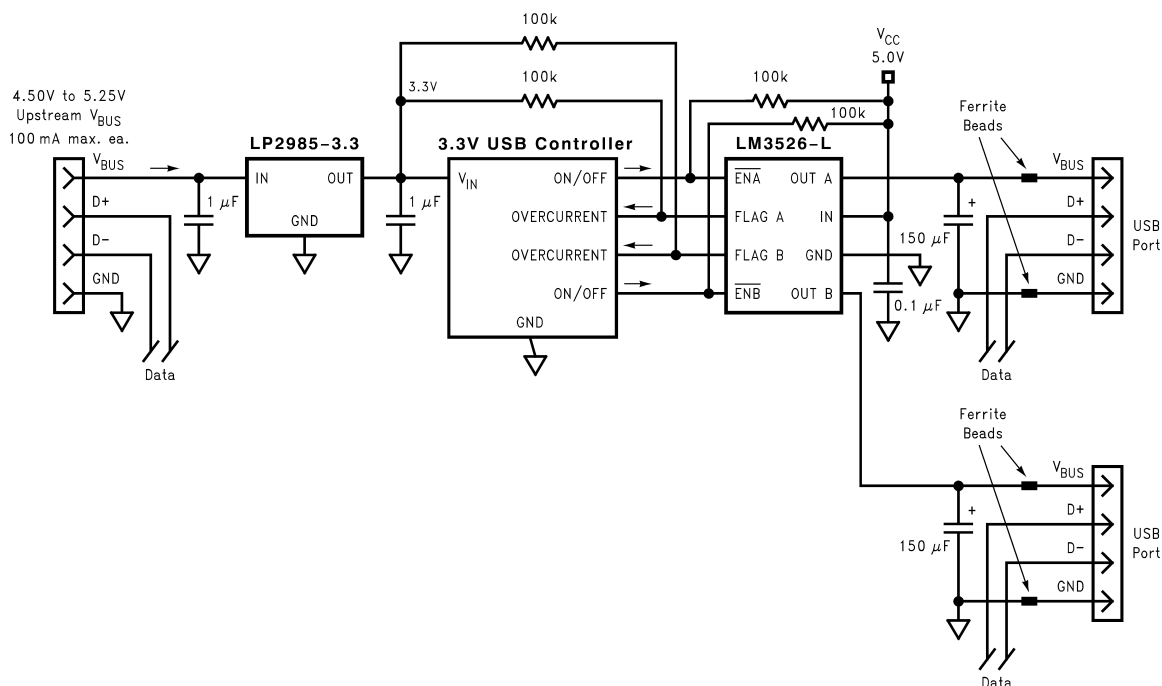 100k
100k
3.3V
V_CC
5.0V
100k
100k
4.50V to 5.25V
Upstream V_BUS
100 mA max. ea.
V_BUS
D+
D-
GND
Data
LP2985-3.3
IN
OUT
GND
1 µF
1 µF
3.3V USB Controller
V_IN
ON/OFF
OVERCURRENT
OVERCURRENT
ON/OFF
GND
LM3526-L
E̅N̅A̅
FLAG A
FLAG B
E̅N̅B̅
OUT A
IN
GND
OUT B
0.1 µF
Ferrite
Beads
+
150 µF
V_BUS
D+
D-
GND
USB
Port
Data
Ferrite
Beads
+
150 µF
V_BUS
D+
D-
GND
USB
Port
Data